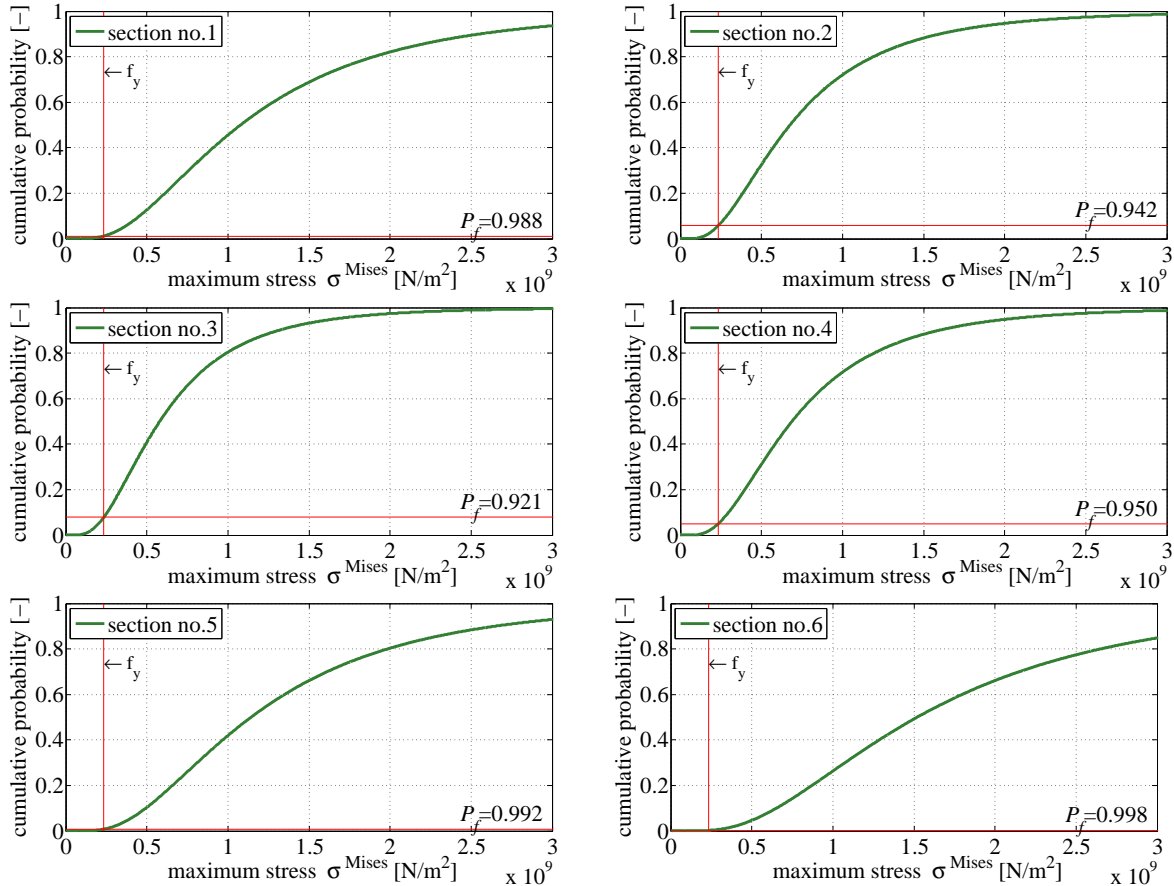 cumulative probability [−]
1
0.8
0.6
0.4
0.2
0
section no.1
← f_y
P_f=0.988
0 0.5 1 1.5 2 2.5 3
maximum stress σ^Mises [N/m²]
x 10^9
cumulative probability [−]
1
0.8
0.6
0.4
0.2
0
section no.2
← f_y
P_f=0.942
0 0.5 1 1.5 2 2.5 3
maximum stress σ^Mises [N/m²]
x 10^9
cumulative probability [−]
1
0.8
0.6
0.4
0.2
0
section no.3
← f_y
P_f=0.921
0 0.5 1 1.5 2 2.5 3
maximum stress σ^Mises [N/m²]
x 10^9
cumulative probability [−]
1
0.8
0.6
0.4
0.2
0
section no.4
← f_y
P_f=0.950
0 0.5 1 1.5 2 2.5 3
maximum stress σ^Mises [N/m²]
x 10^9
cumulative probability [−]
1
0.8
0.6
0.4
0.2
0
section no.5
← f_y
P_f=0.992
0 0.5 1 1.5 2 2.5 3
maximum stress σ^Mises [N/m²]
x 10^9
cumulative probability [−]
1
0.8
0.6
0.4
0.2
0
section no.6
← f_y
P_f=0.998
0 0.5 1 1.5 2 2.5 3
maximum stress σ^Mises [N/m²]
x 10^9